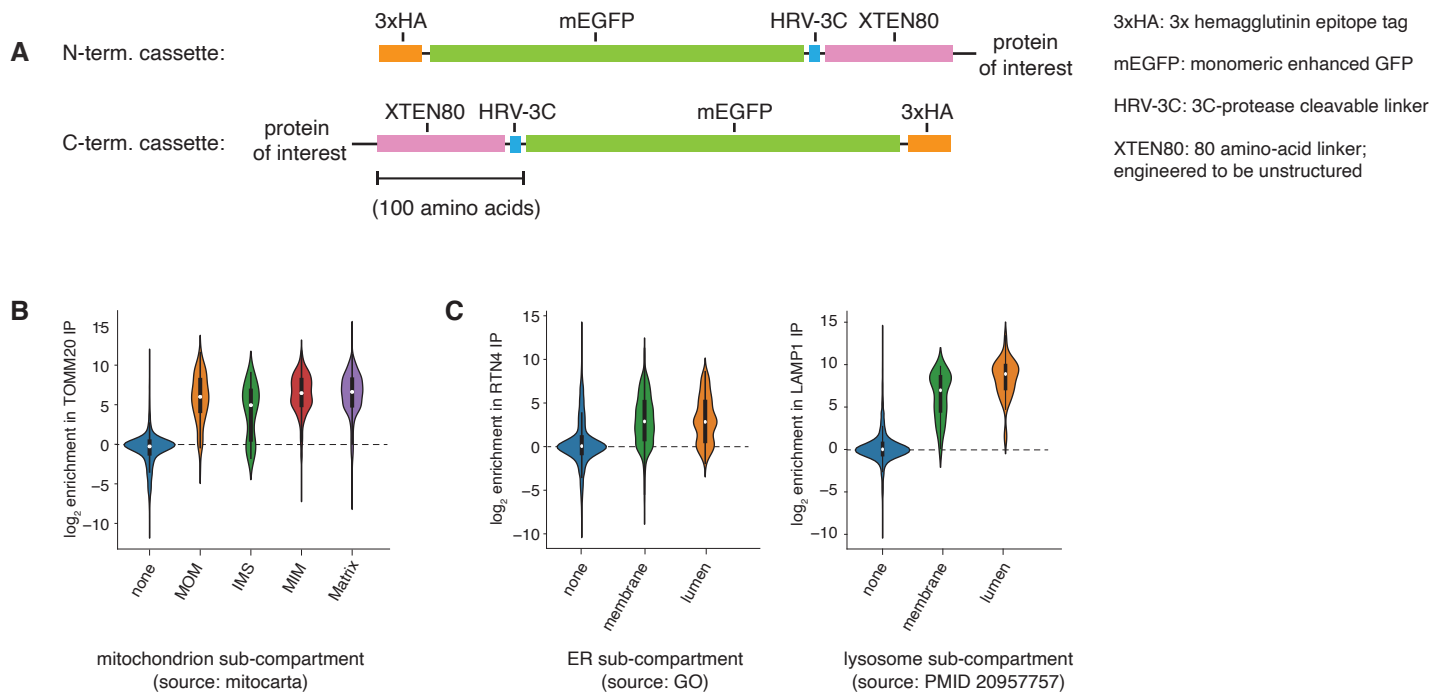 A
N-term. cassette:
3xHA
mEGFP
HRV-3C
XTEN80
protein
of interest
C-term. cassette:
protein
of interest
XTEN80
HRV-3C
mEGFP
3xHA
(100 amino acids)
3xHA: 3x hemagglutinin epitope tag
mEGFP: monomeric enhanced GFP
HRV-3C: 3C-protease cleavable linker
XTEN80: 80 amino-acid linker;
engineered to be unstructured
B
log2 enrichment in TOMM20 IP
15
10
5
0
−5
−10
none
MOM
IMS
MIM
Matrix
mitochondrion sub-compartment
(source: mitocarta)
C
log2 enrichment in RTN4 IP
15
10
5
0
−5
−10
none
membrane
lumen
ER sub-compartment
(source: GO)
log2 enrichment in LAMP1 IP
15
10
5
0
−5
−10
none
membrane
lumen
lysosome sub-compartment
(source: PMID 20957757)